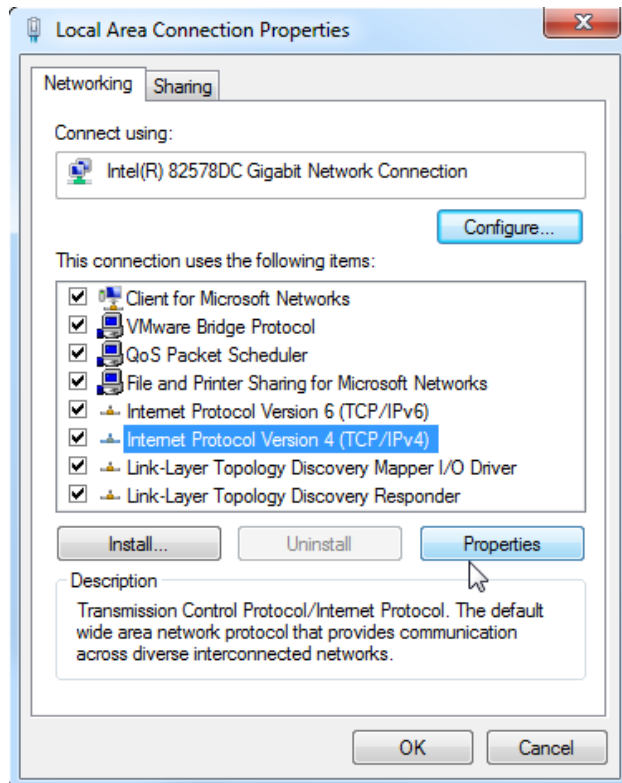 Local Area Connection Properties
Networking
Sharing
Connect using:
Intel(R) 82578DC Gigabit Network Connection
Configure...
This connection uses the following items:
Client for Microsoft Networks
VMware Bridge Protocol
QoS Packet Scheduler
File and Printer Sharing for Microsoft Networks
Internet Protocol Version 6 (TCP/IPv6)
Internet Protocol Version 4 (TCP/IPv4)
Link-Layer Topology Discovery Mapper I/O Driver
Link-Layer Topology Discovery Responder
Install...
Uninstall
Properties
Description
Transmission Control Protocol/Internet Protocol. The default
wide area network protocol that provides communication
across diverse interconnected networks.
OK
Cancel